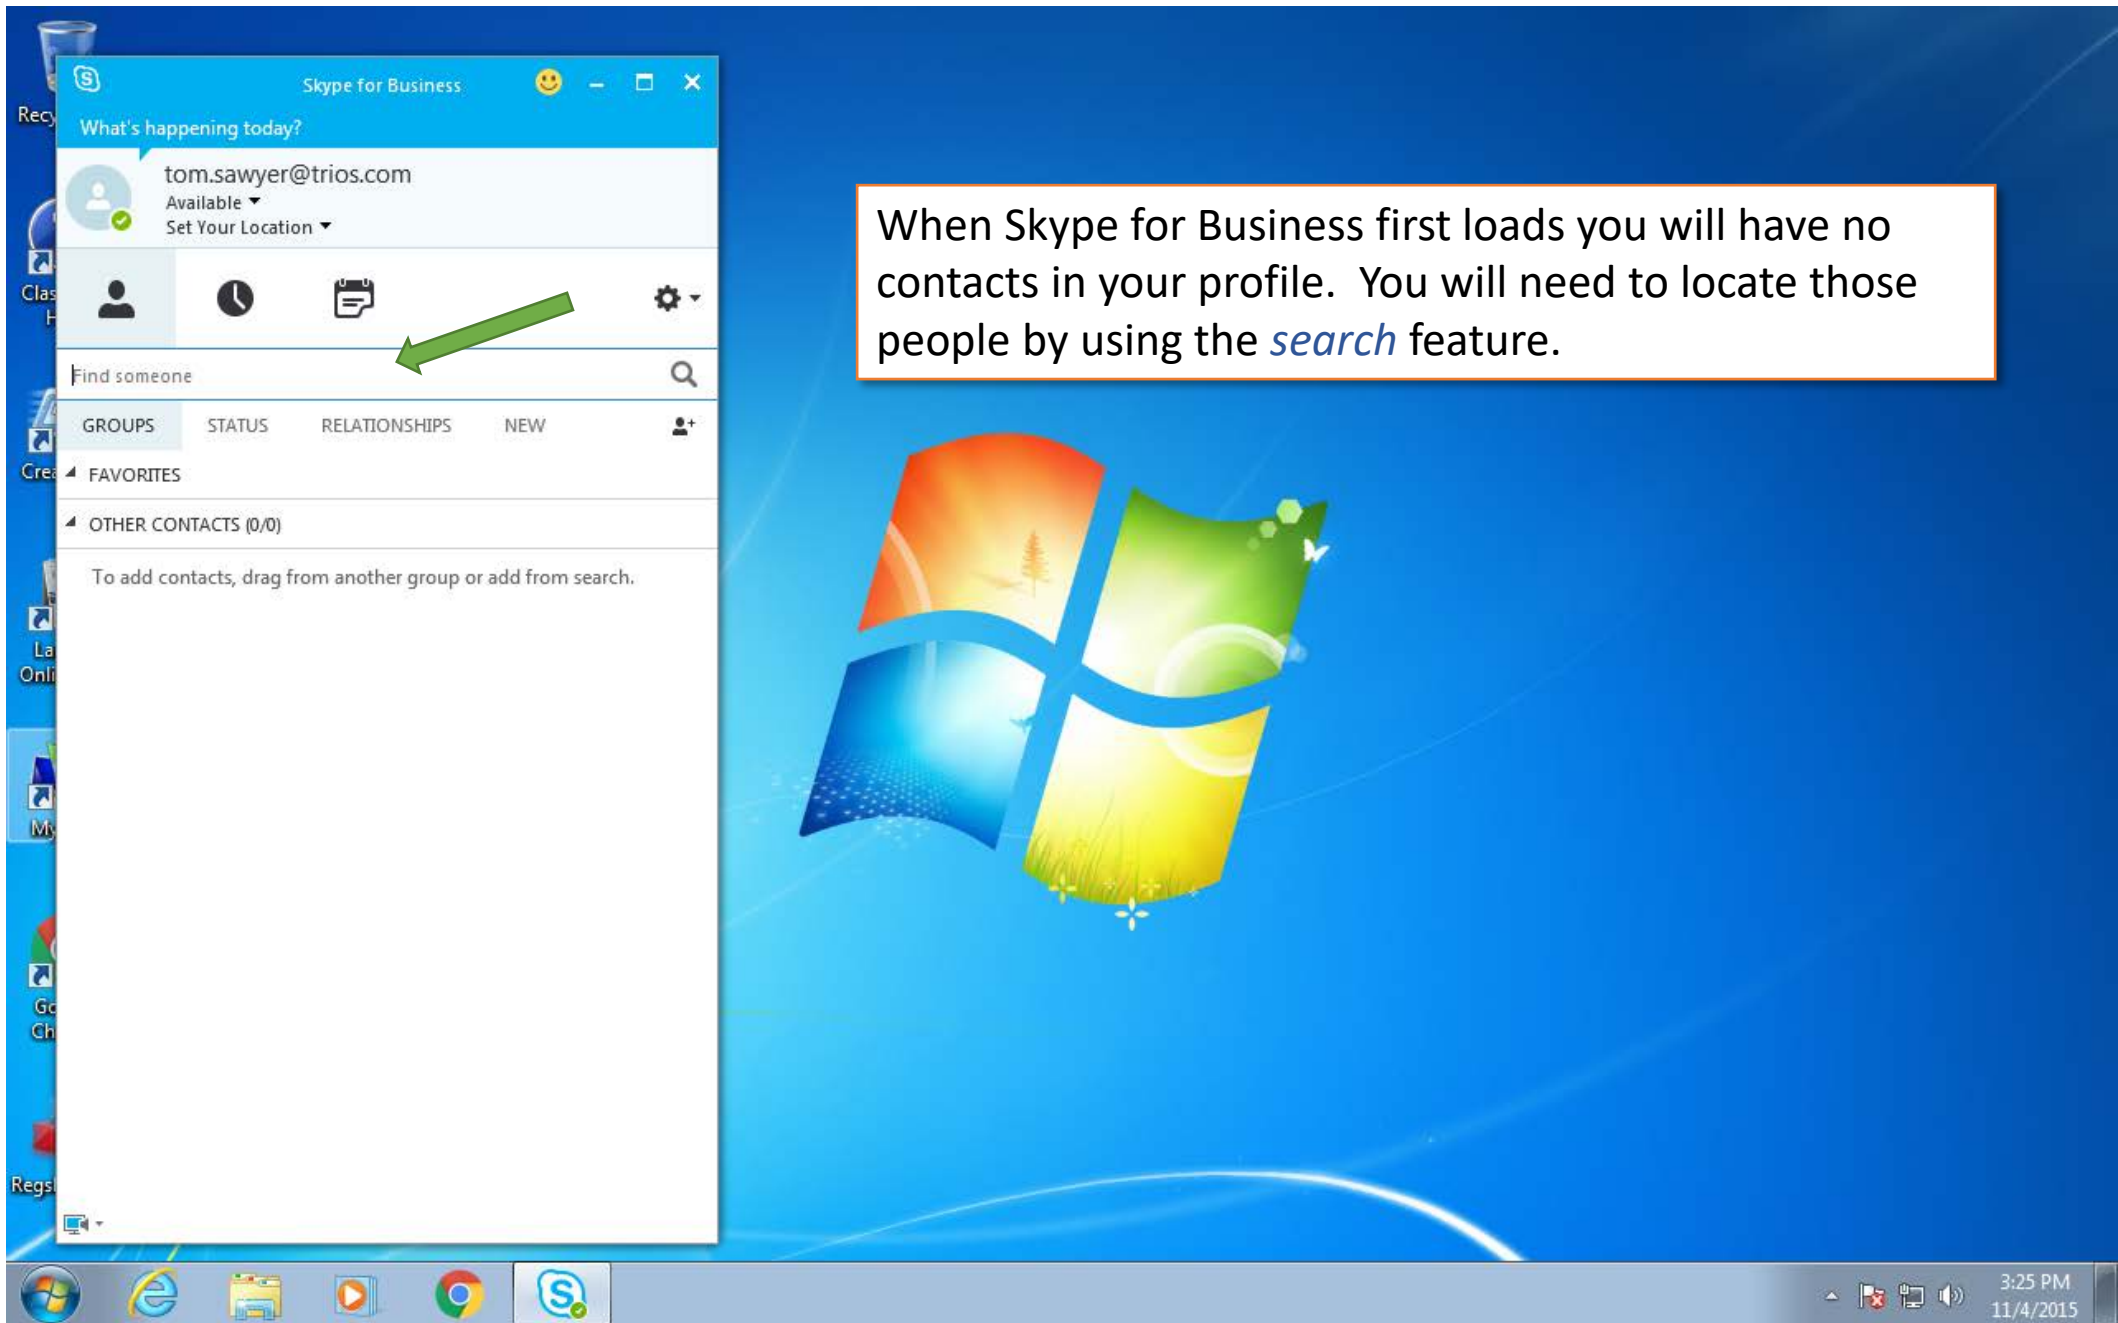 Skype for Business
What's happening today?
tom.sawyer@trios.com
Available
Set Your Location
Find someone
GROUPS STATUS RELATIONSHIPS NEW
FAVORITES
OTHER CONTACTS (0/0)
To add contacts, drag from another group or add from search.
When Skype for Business first loads you will have no
contacts in your profile.  You will need to locate those
people by using the search feature.
3:25 PM
11/4/2015